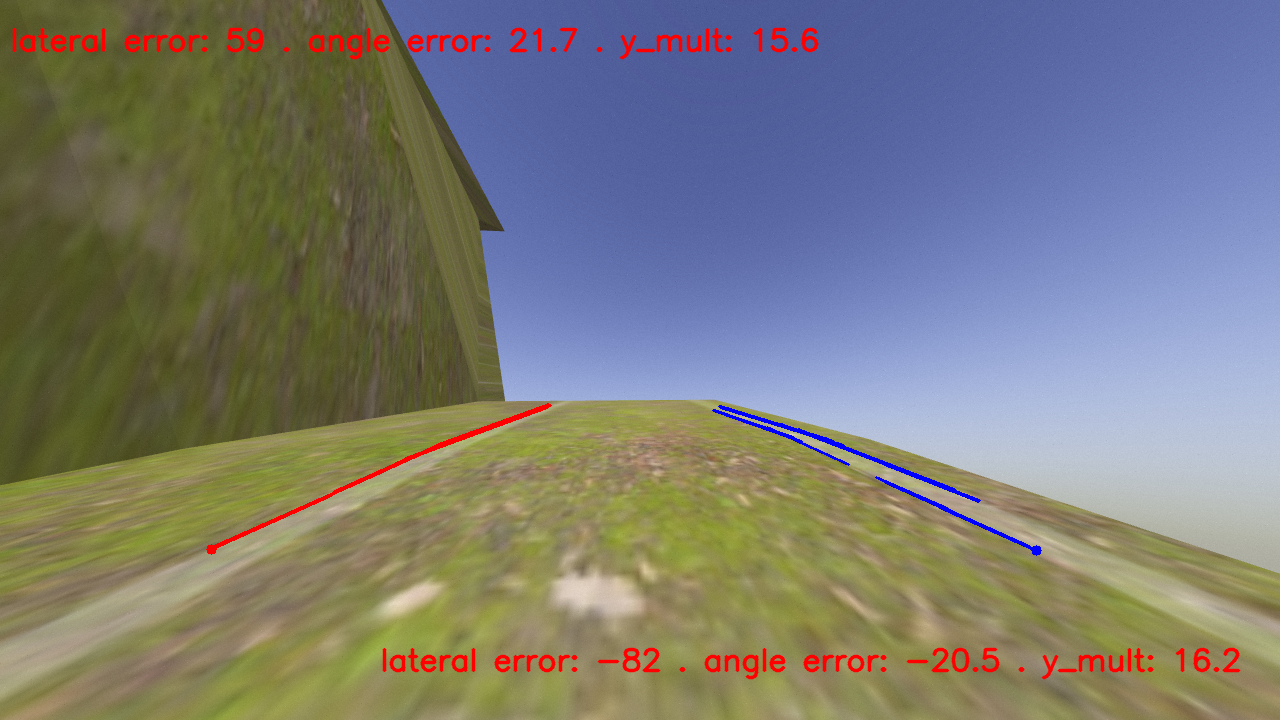 lateral error: 59 . angle error: 21.7 . y_mult: 15.6
lateral error: -82 . angle error: -20.5 . y_mult: 16.2